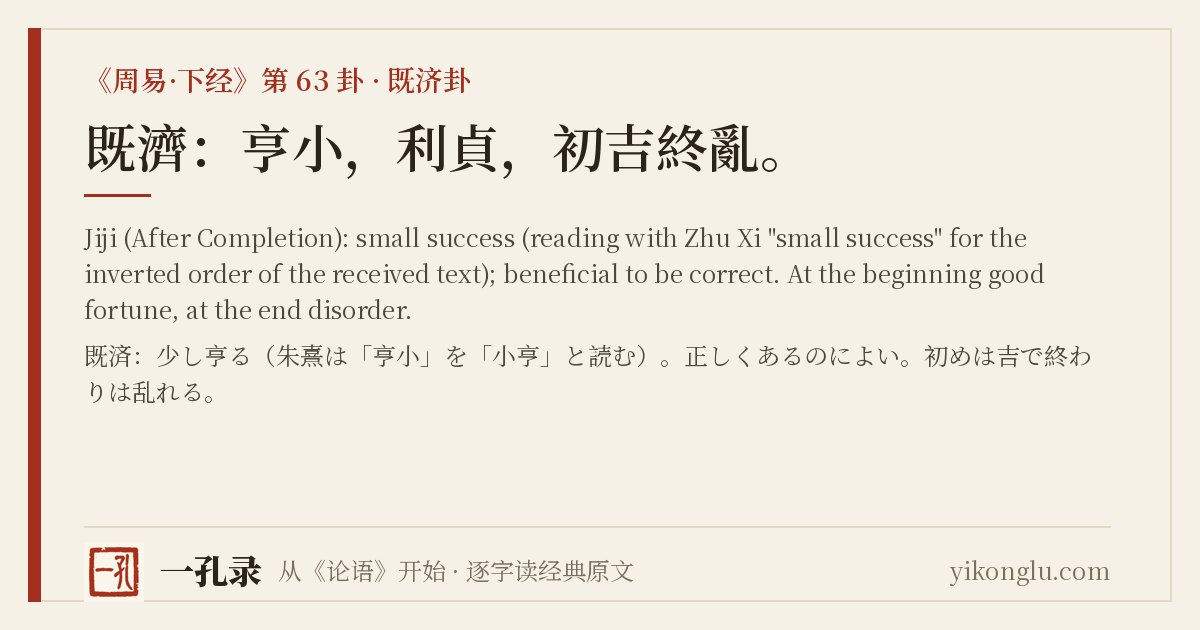 《周易·下经》第 63 卦 · 既济卦
既濟：亨小，利貞，初吉終亂。
Jiji (After Completion): small success (reading with Zhu Xi "small success" for the
inverted order of the received text); beneficial to be correct. At the beginning good
fortune, at the end disorder.
既済：少し亨る（朱熹は「亨小」を「小亨」と読む）。正しくあるのによい。初めは吉で終わ
りは乱れる。
一孔
一孔录 从《论语》开始 · 逐字读经典原文 yikonglu.com